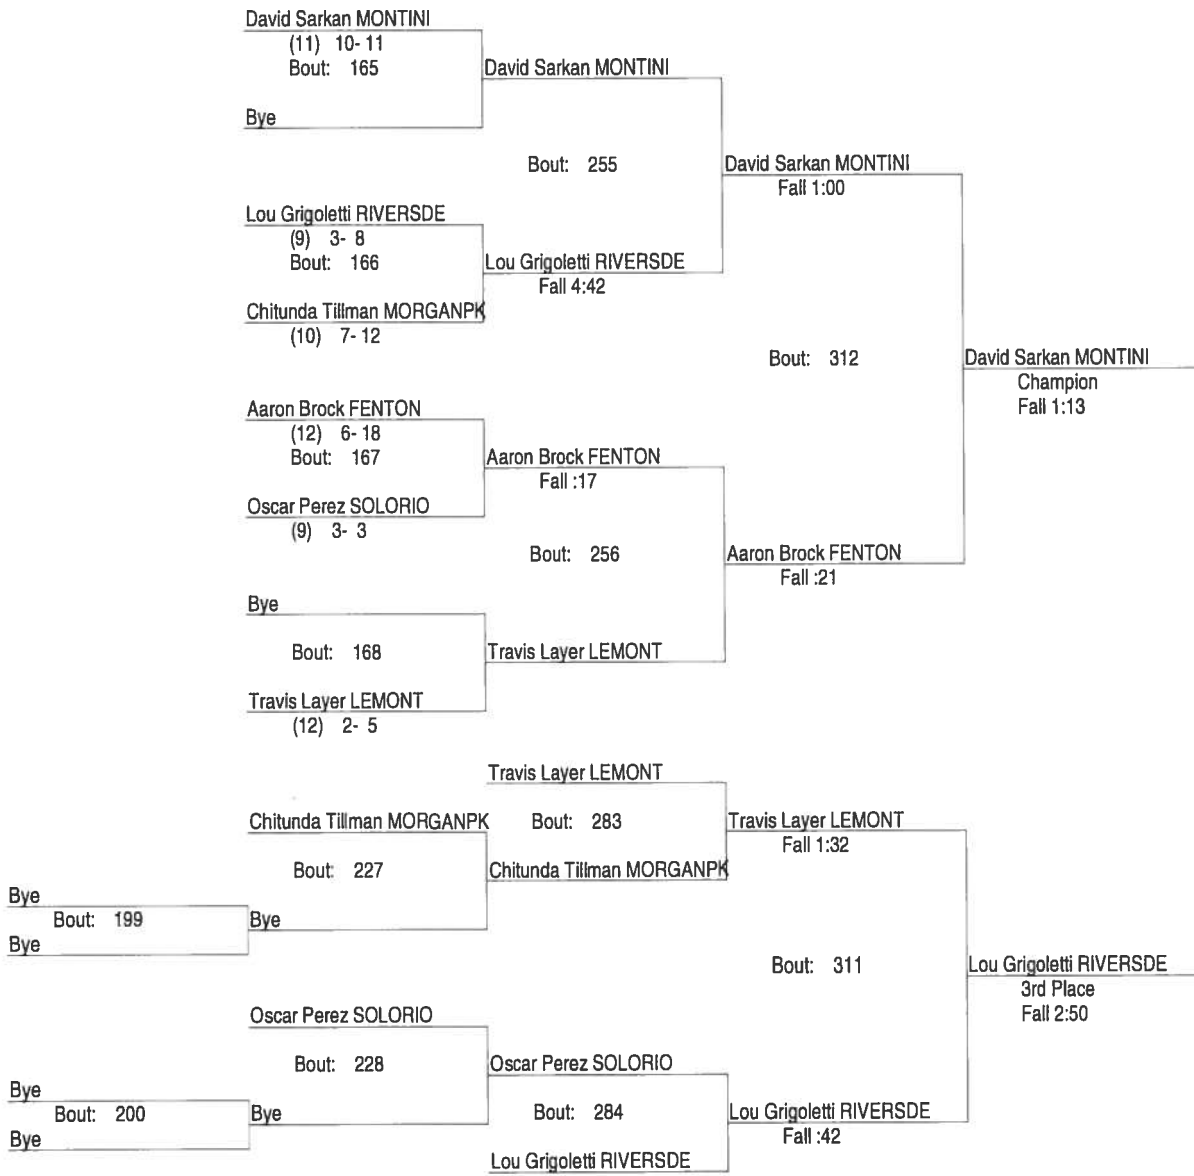 David Sarkan MONTINI
(11) 10- 11
Bout: 165
David Sarkan MONTINI
Bye
Bout: 255
David Sarkan MONTINI
Fall 1:00
Lou Grigoletti RIVERSDE
(9) 3- 8
Bout: 166
Lou Grigoletti RIVERSDE
Fall 4:42
Chitunda Tillman MORGANPK
(10) 7- 12
Bout: 312
David Sarkan MONTINI
Champion
Fall 1:13
Aaron Brock FENTON
(12) 6- 18
Bout: 167
Aaron Brock FENTON
Fall :17
Oscar Perez SOLORIO
(9) 3- 3
Bout: 256
Aaron Brock FENTON
Fall :21
Bye
Bout: 168
Travis Layer LEMONT
Travis Layer LEMONT
(12) 2- 5
Travis Layer LEMONT
Chitunda Tillman MORGANPK
Bout: 283
Travis Layer LEMONT
Fall 1:32
Bout: 227
Chitunda Tillman MORGANPK
Bye
Bout: 199
Bye
Bye
Bout: 311
Lou Grigoletti RIVERSDE
3rd Place
Fall 2:50
Oscar Perez SOLORIO
Bout: 228
Oscar Perez SOLORIO
Bye
Bout: 200
Bye
Bye
Bout: 284
Lou Grigoletti RIVERSDE
Fall :42
Lou Grigoletti RIVERSDE